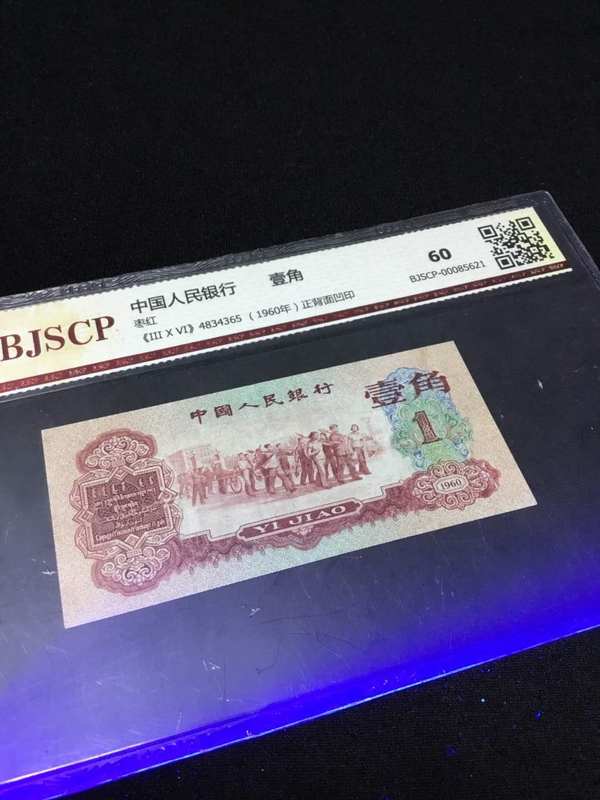 60
BJSCP-00085621
中国人民银行 壹角
枣红
《III X VI》4834365 (1960年) 正背面凹印
BJSCP
中國人民銀行
壹角
1
1960
YI JIAO